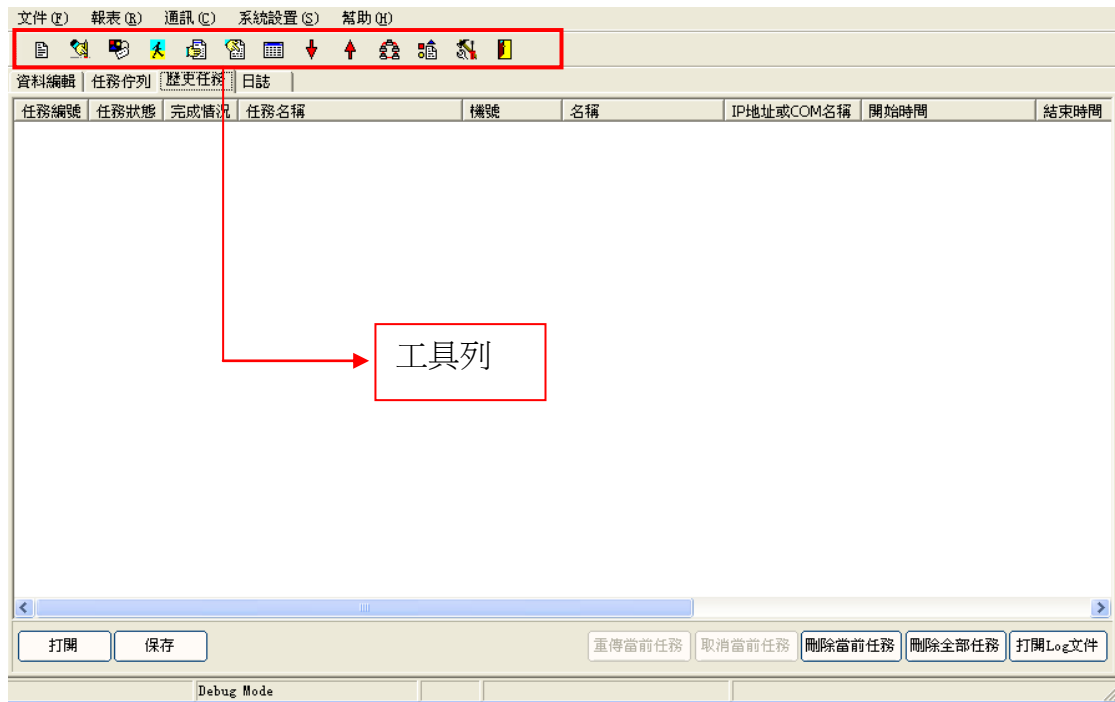 文件(F) 報表(R) 通訊(C) 系統設置(S) 幫助(H)
資料編輯 任務佇列 歷史任務 日誌
任務編號 任務狀態 完成情況 任務名稱 機號 名稱 IP地址或COM名稱 開始時間 結束時間
工具列
打開 保存 重傳當前任務 取消當前任務 刪除當前任務 刪除全部任務 打開Log文件
Debug Mode